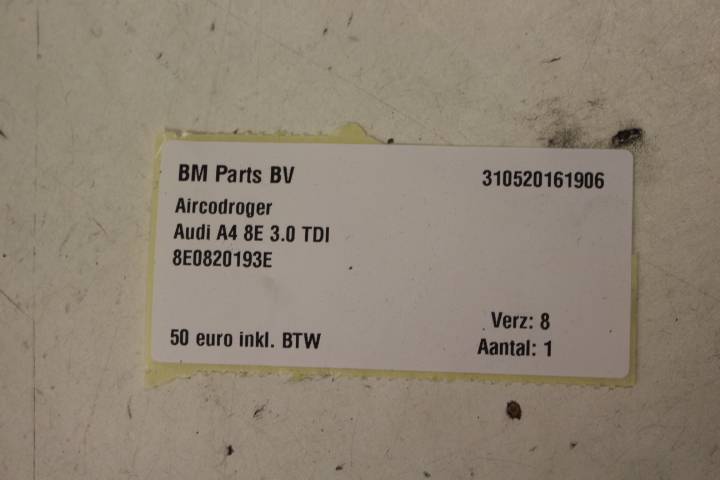 BM Parts BV
310520161906
Aircodroger
Audi A4 8E 3.0 TDI
8E0820193E
Verz: 8
50 euro inkl. BTW
Aantal: 1